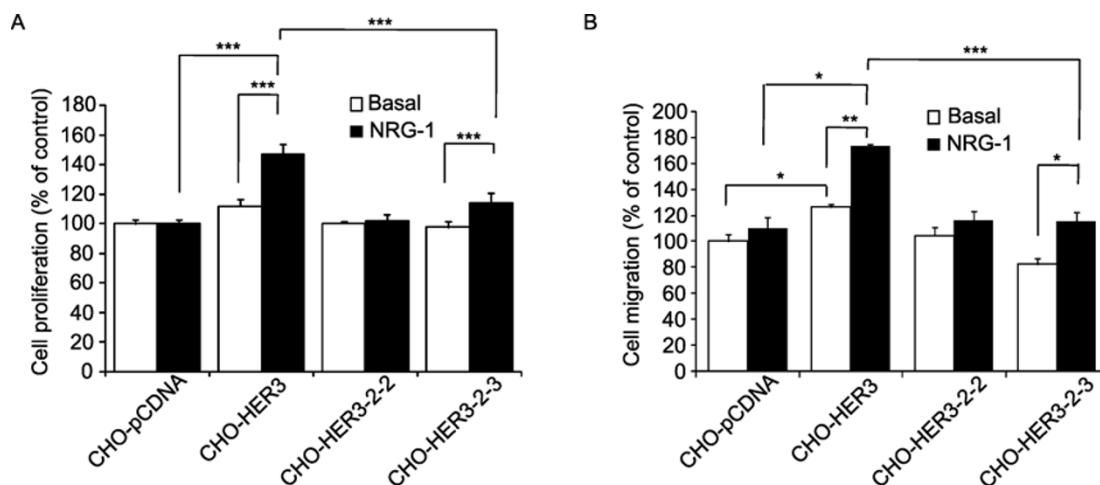 A
***
***
***
***
Cell proliferation (% of control)
180
160
140
120
100
80
60
40
20
0
Basal
NRG-1
CHO-pCDNA
CHO-HER3
CHO-HER3-2-2
CHO-HER3-2-3
B
***
*
**
*
*
Cell migration (% of control)
200
180
160
140
120
100
80
60
40
20
0
Basal
NRG-1
CHO-pCDNA
CHO-HER3
CHO-HER3-2-2
CHO-HER3-2-3